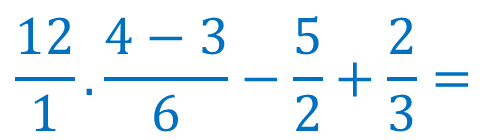 12/1 . (4 − 3)/6 − 5/2 + 2/3 =